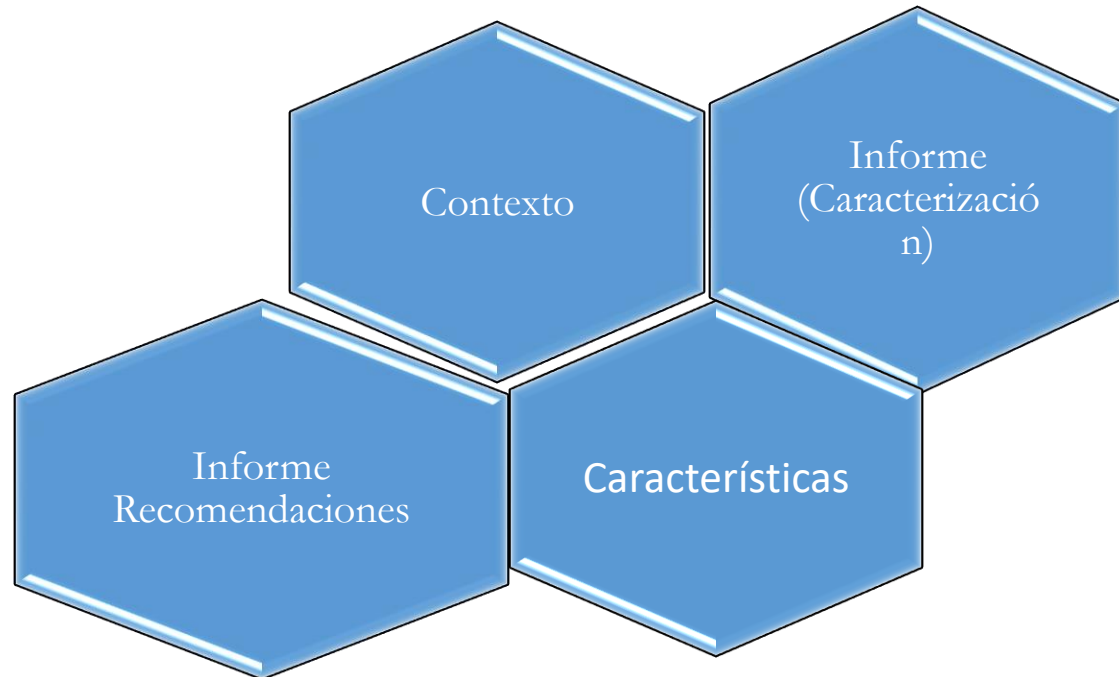 Contexto
Informe
(Caracterizació
n)
Informe
Recomendaciones
Características